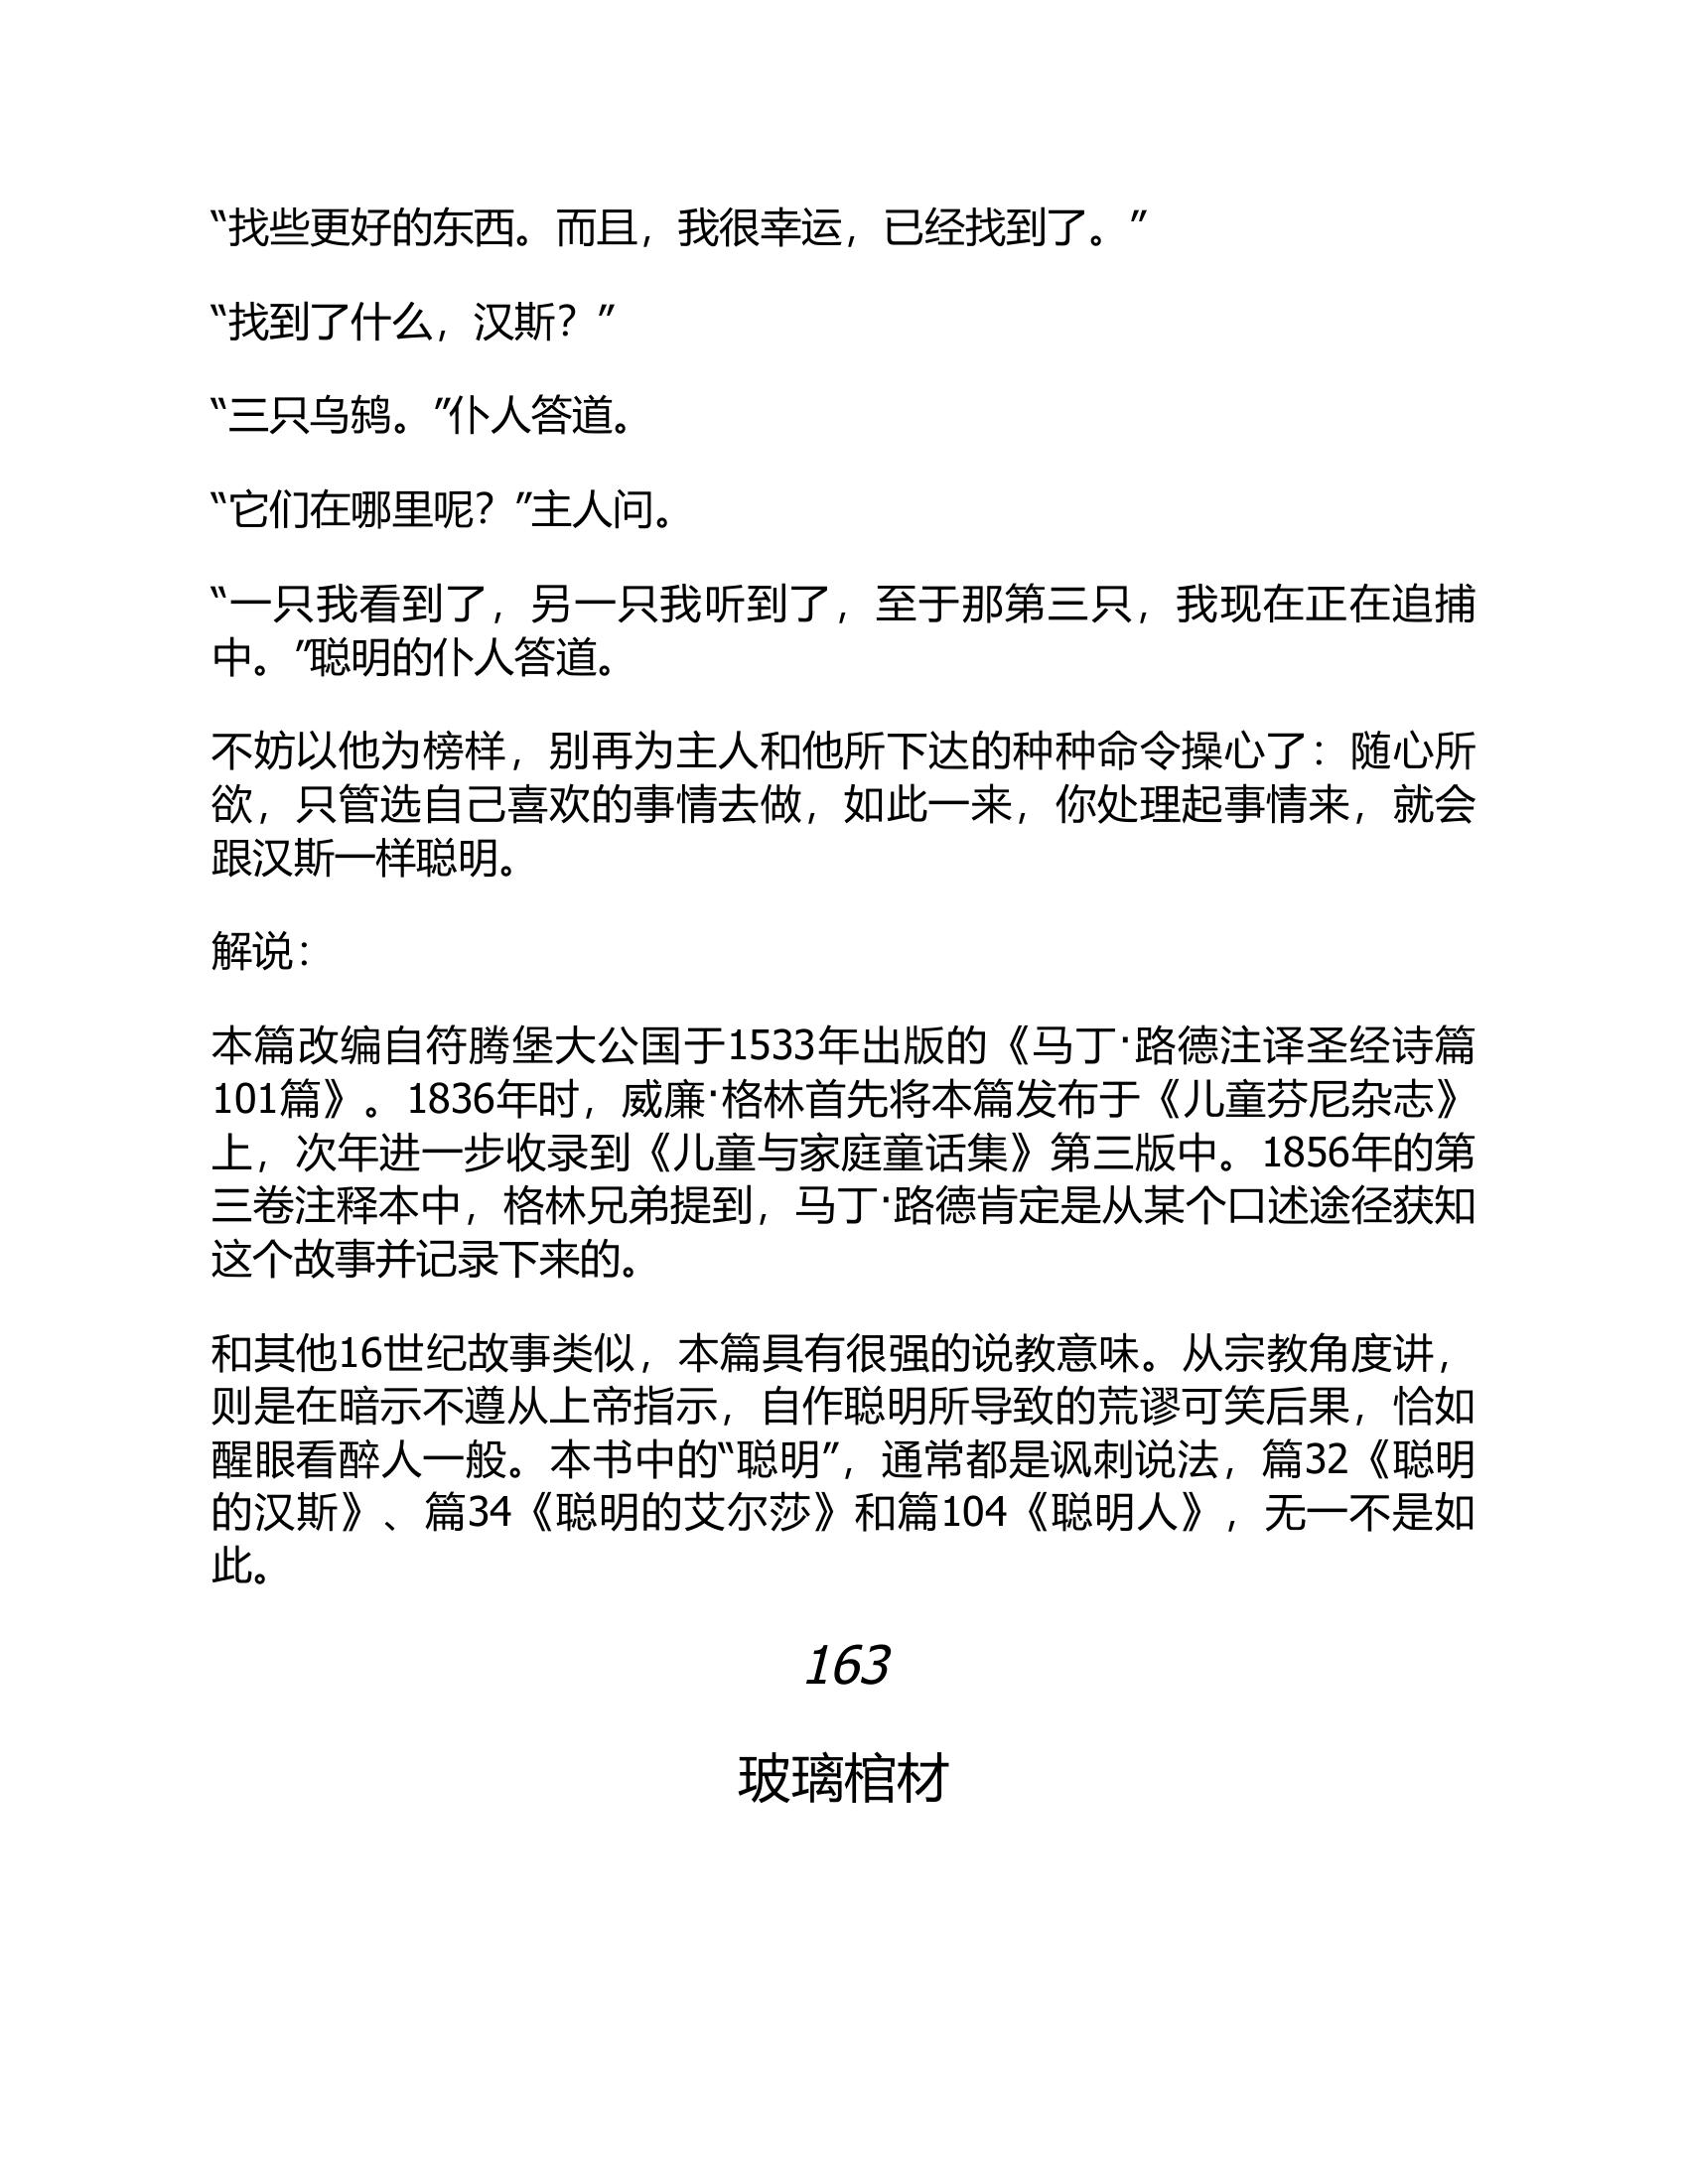 “找些更好的东西。而且，我很幸运，已经找到了。”
“找到了什么，汉斯？”
“三只乌鸫。”仆人答道。
“它们在哪里呢？”主人问。
“一只我看到了，另一只我听到了，至于那第三只，我现在正在追捕
中。”聪明的仆人答道。
不妨以他为榜样，别再为主人和他所下达的种种命令操心了：随心所
欲，只管选自己喜欢的事情去做，如此一来，你处理起事情来，就会
跟汉斯一样聪明。
解说：
本篇改编自符腾堡大公国于1533年出版的《马丁·路德注译圣经诗篇
101篇》。1836年时，威廉·格林首先将本篇发布于《儿童芬尼杂志》
上，次年进一步收录到《儿童与家庭童话集》第三版中。1856年的第
三卷注释本中，格林兄弟提到，马丁·路德肯定是从某个口述途径获知
这个故事并记录下来的。
和其他16世纪故事类似，本篇具有很强的说教意味。从宗教角度讲，
则是在暗示不遵从上帝指示，自作聪明所导致的荒谬可笑后果，恰如
醒眼看醉人一般。本书中的“聪明”，通常都是讽刺说法，篇32《聪明
的汉斯》、篇34《聪明的艾尔莎》和篇104《聪明人》，无一不是如
此。
163
玻璃棺材